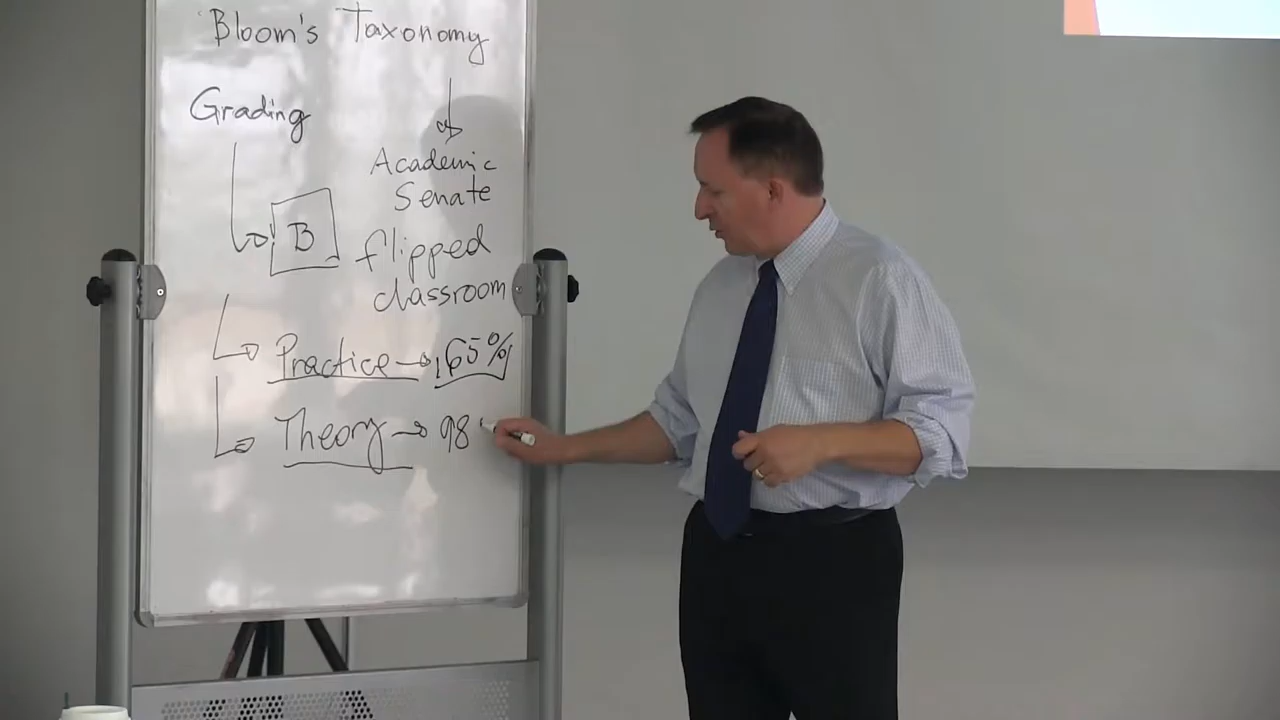 Bloom's Taxonomy
Grading
Academic
Senate
B
flipped
classroom
Practice → 65%
Theory → 98